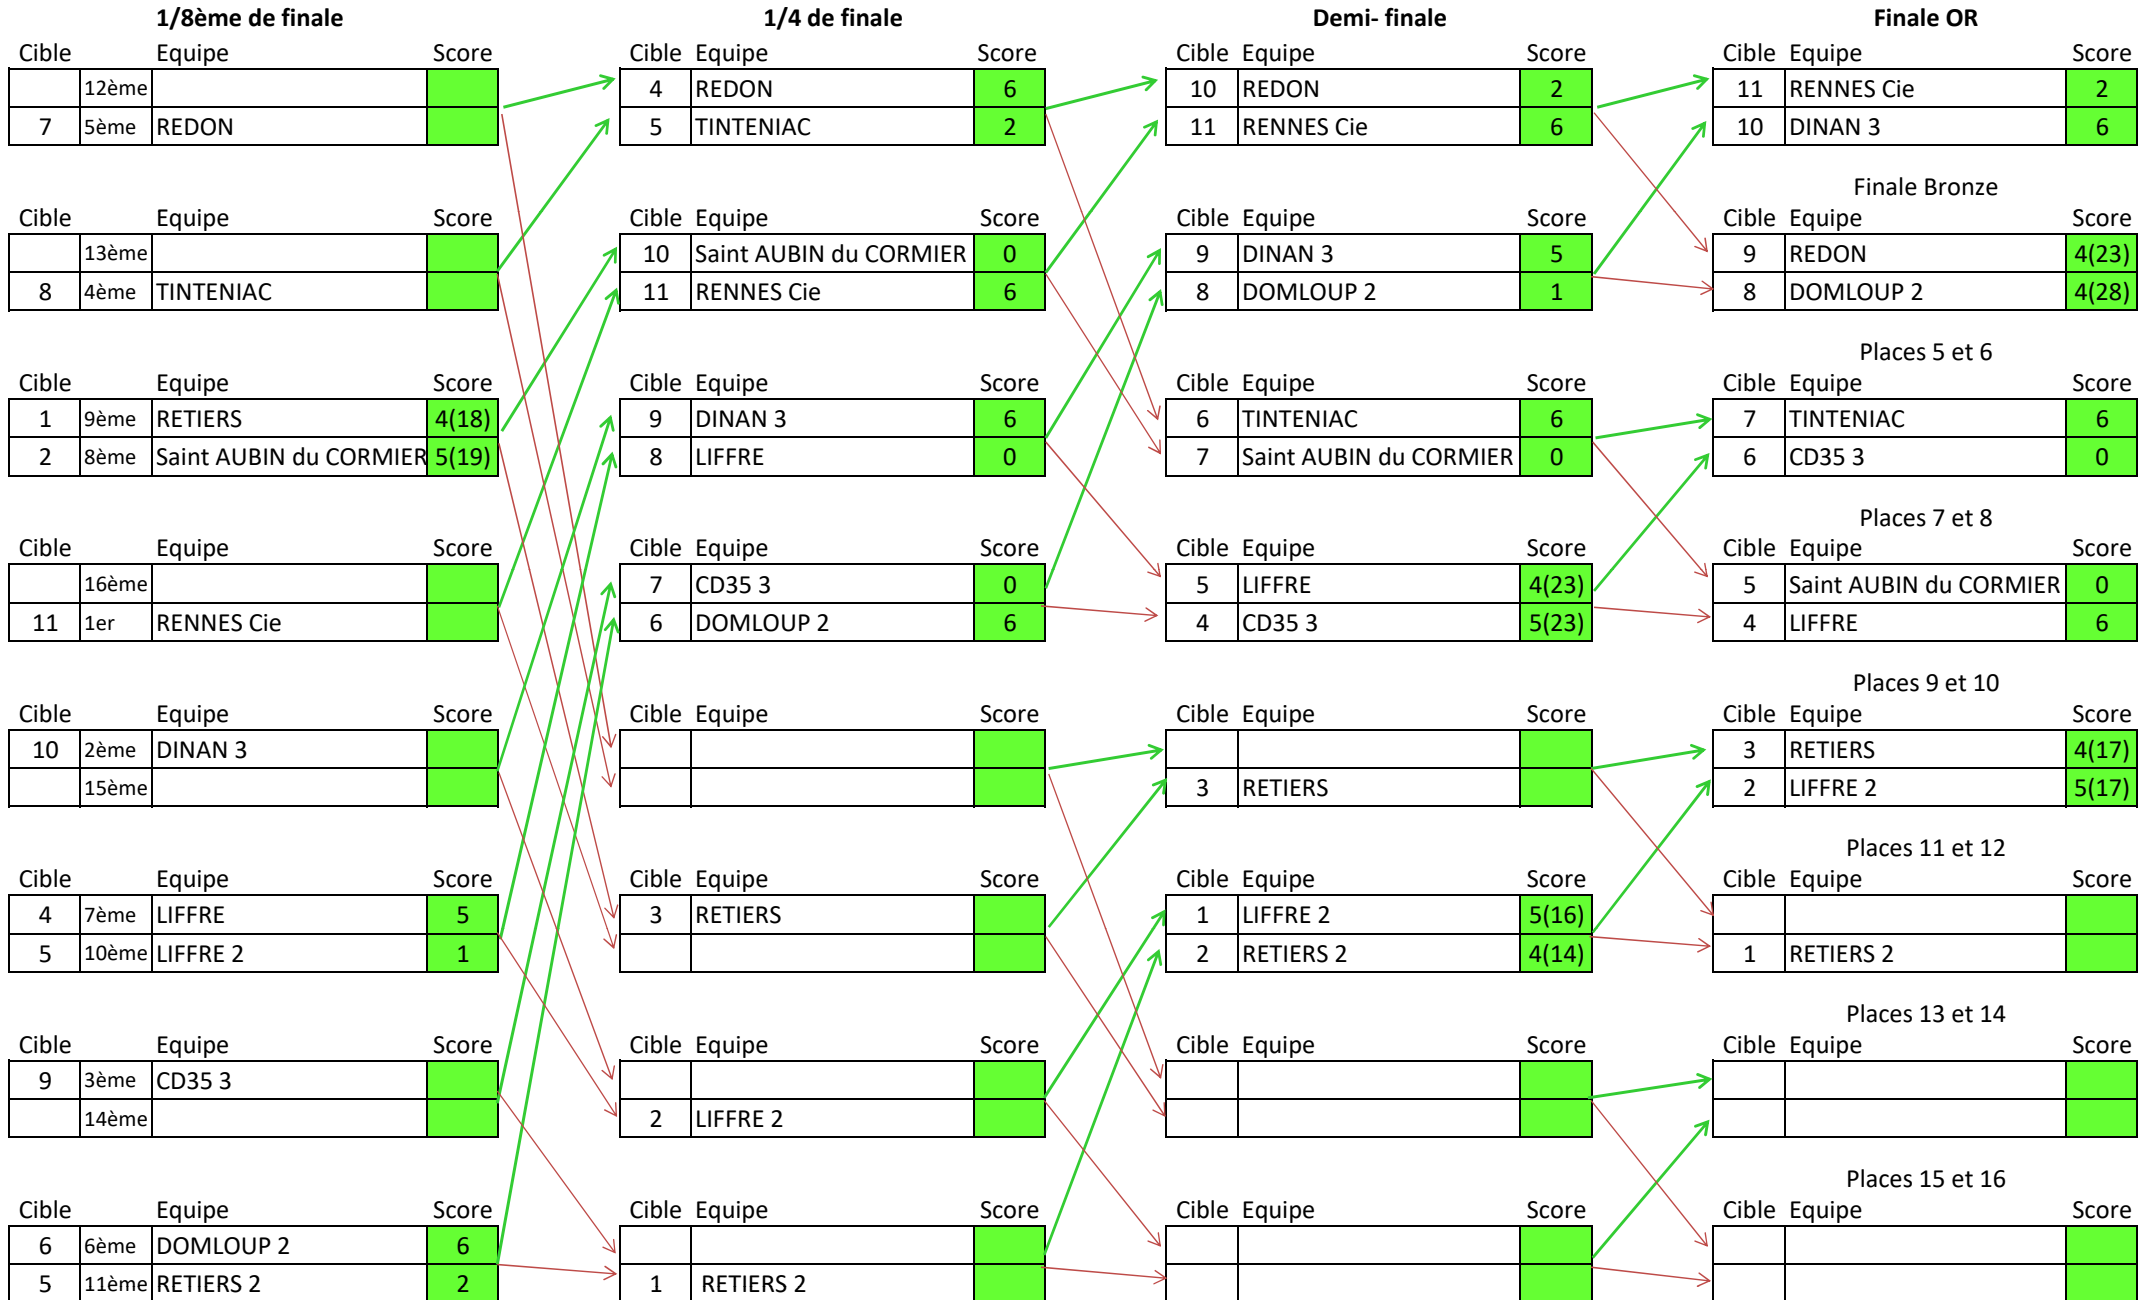 1/8ème de finale 1/4 de finale Demi- finale Finale OR
Cible Equipe Score Cible Equipe Score Cible Equipe Score Cible Equipe Score
12ème 4 REDON 6 10 REDON 2 11 RENNES Cie 2
7 5ème REDON 5 TINTENIAC 2 11 RENNES Cie 6 10 DINAN 3 6
Finale Bronze
Cible Equipe Score Cible Equipe Score Cible Equipe Score Cible Equipe Score
13ème 10 Saint AUBIN du CORMIER 0 9 DINAN 3 5 9 REDON 4(23)
8 4ème TINTENIAC 11 RENNES Cie 6 8 DOMLOUP 2 1 8 DOMLOUP 2 4(28)
Places 5 et 6
Cible Equipe Score Cible Equipe Score Cible Equipe Score Cible Equipe Score
1 9ème RETIERS 4(18) 9 DINAN 3 6 6 TINTENIAC 6 7 TINTENIAC 6
2 8ème Saint AUBIN du CORMIER 5(19) 8 LIFFRE 0 7 Saint AUBIN du CORMIER 0 6 CD35 3 0
Places 7 et 8
Cible Equipe Score Cible Equipe Score Cible Equipe Score Cible Equipe Score
16ème 7 CD35 3 0 5 LIFFRE 4(23) 5 Saint AUBIN du CORMIER 0
11 1er RENNES Cie 6 DOMLOUP 2 6 4 CD35 3 5(23) 4 LIFFRE 6
Places 9 et 10
Cible Equipe Score Cible Equipe Score Cible Equipe Score Cible Equipe Score
10 2ème DINAN 3 3 RETIERS 4(17)
15ème 3 RETIERS 2 LIFFRE 2 5(17)
Places 11 et 12
Cible Equipe Score Cible Equipe Score Cible Equipe Score Cible Equipe Score
4 7ème LIFFRE 5 3 RETIERS 1 LIFFRE 2 5(16)
5 10ème LIFFRE 2 1 2 RETIERS 2 4(14) 1 RETIERS 2
Places 13 et 14
Cible Equipe Score Cible Equipe Score Cible Equipe Score Cible Equipe Score
9 3ème CD35 3
14ème 2 LIFFRE 2
Places 15 et 16
Cible Equipe Score Cible Equipe Score Cible Equipe Score Cible Equipe Score
6 6ème DOMLOUP 2 6
5 11ème RETIERS 2 2 1 RETIERS 2